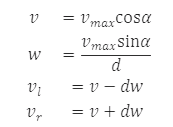 v = v_max cosα
w = v_max sinα / d
v_l = v − dw
v_r = v + dw